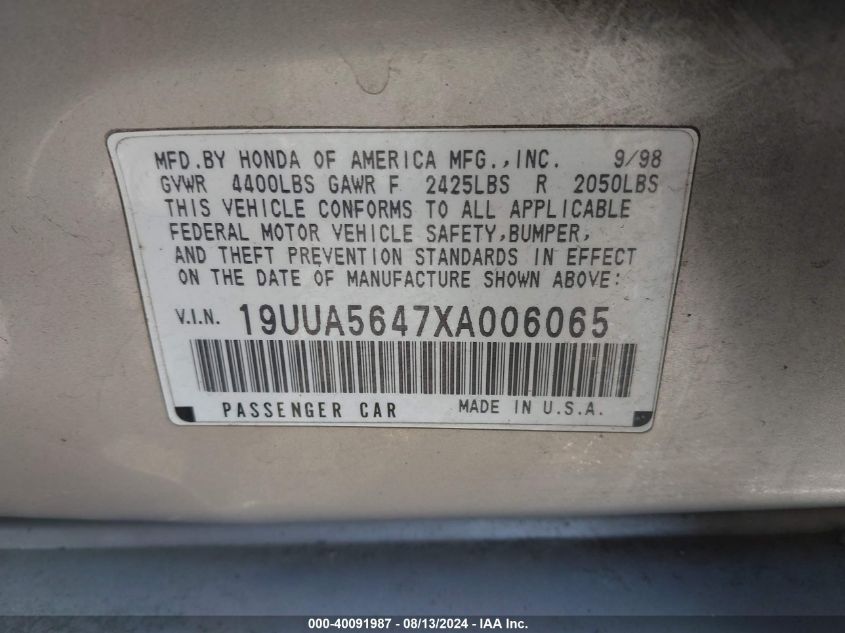 MFD.BY HONDA OF AMERICA MFG.,INC. 9/98
GVWR 4400LBS GAWR F 2425LBS R 2050LBS
THIS VEHICLE CONFORMS TO ALL APPLICABLE
FEDERAL MOTOR VEHICLE SAFETY,BUMPER,
AND THEFT PREVENTION STANDARDS IN EFFECT
ON THE DATE OF MANUFACTURE SHOWN ABOVE:
V.I.N. 19UUA5647XA006065
PASSENGER CAR MADE IN U.S.A.
000-40091987 - 08/13/2024 - IAA Inc.